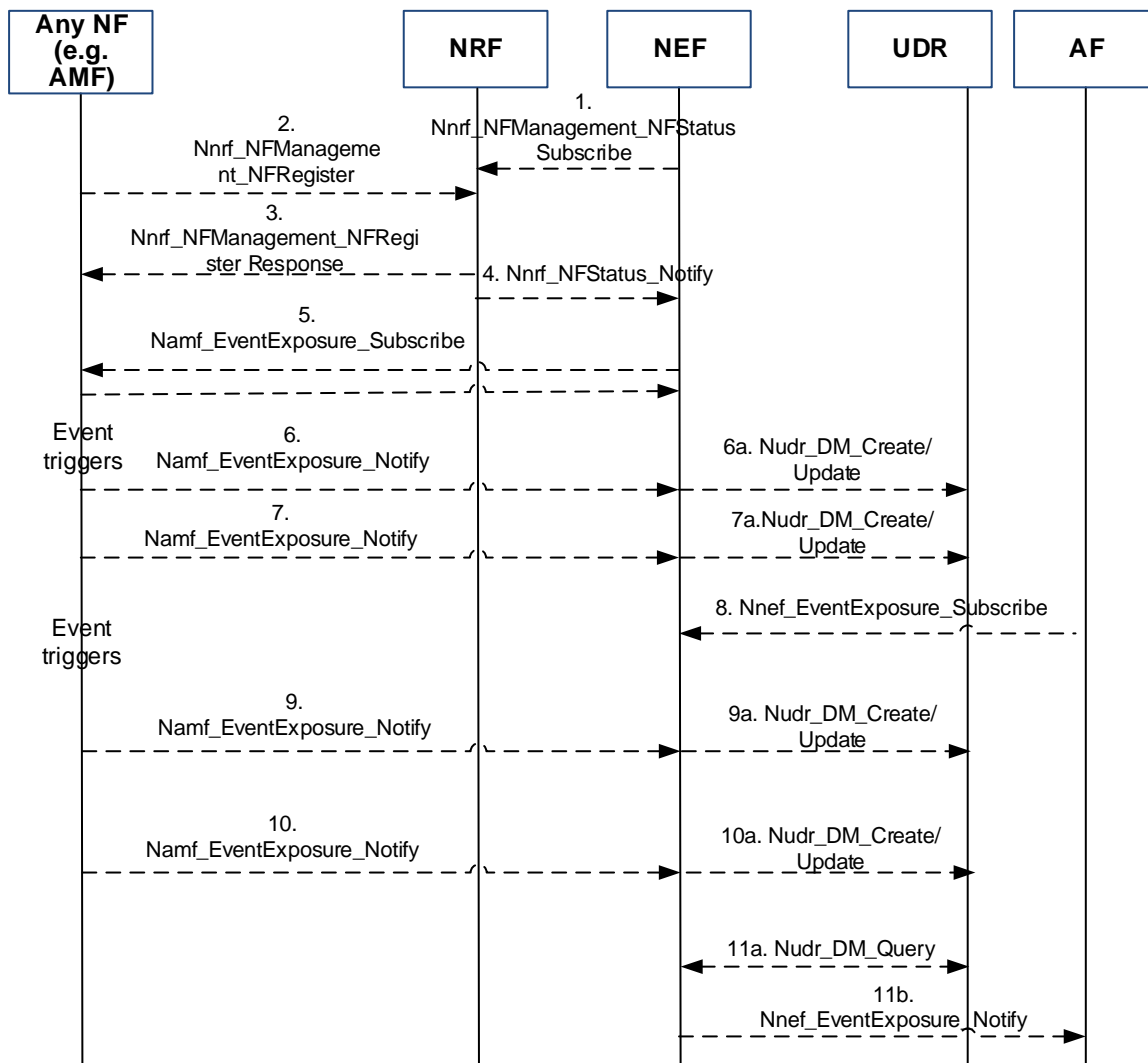 Any NF
(e.g.
AMF)
NRF
NEF
UDR
AF
1.
Nnrf_NFManagement_NFStatus
Subscribe
2.
Nnrf_NFManageme
nt_NFRegister
3.
Nnrf_NFManagement_NFRegi
ster Response
4. Nnrf_NFStatus_Notify
5.
Namf_EventExposure_Subscribe
Event
triggers
6.
Namf_EventExposure_Notify
6a. Nudr_DM_Create/
Update
7.
Namf_EventExposure_Notify
7a.Nudr_DM_Create/
Update
8. Nnef_EventExposure_Subscribe
Event
triggers
9.
Namf_EventExposure_Notify
9a. Nudr_DM_Create/
Update
10.
Namf_EventExposure_Notify
10a. Nudr_DM_Create/
Update
11a. Nudr_DM_Query
11b.
Nnef_EventExposure_Notify